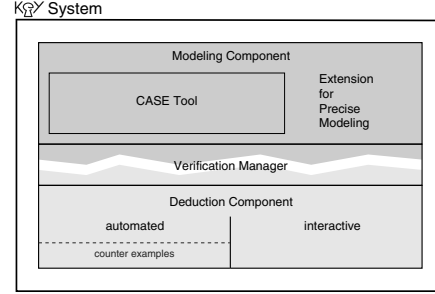 KeY System
Modeling Component
CASE Tool
Extension
for
Precise
Modeling
Verification Manager
Deduction Component
automated
interactive
counter examples